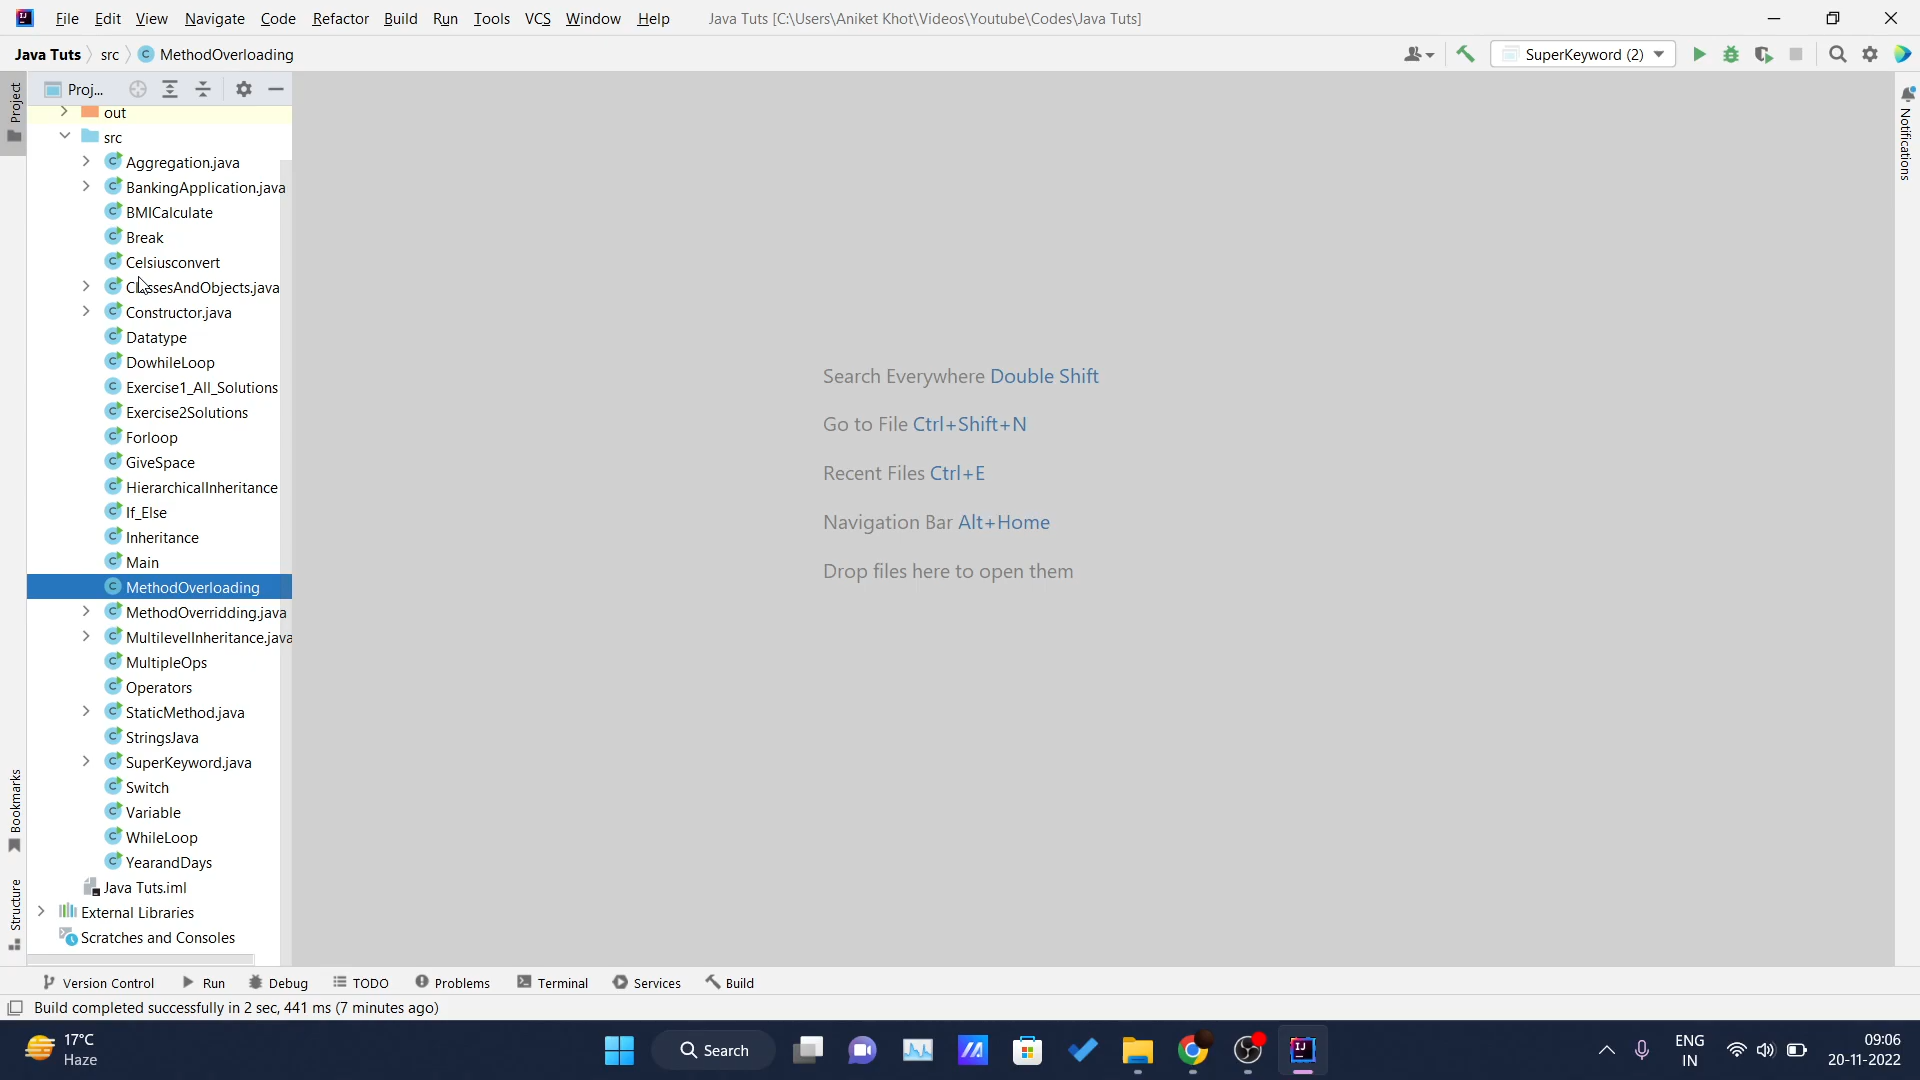 File Edit View Navigate Code Refactor Build Run Tools VCS Window Help Java Tuts [C:\Users\Aniket Khot\Videos\Youtube\Codes\Java Tuts]
Java Tuts src MethodOverloading SuperKeyword (2)
Project
Proj...
out
src
Aggregation.java
BankingApplication.java
BMICalculate
Break
Celsiusconvert
ClassesAndObjects.java
Constructor.java
Datatype
DowhileLoop
Exercise1_All_Solutions
Exercise2Solutions
Forloop
GiveSpace
HierarchicalInheritance
If_Else
Inheritance
Main
MethodOverloading
MethodOverridding.java
MultilevelInheritance.java
MultipleOps
Operators
StaticMethod.java
StringsJava
SuperKeyword.java
Switch
Variable
WhileLoop
YearandDays
Java Tuts.iml
External Libraries
Scratches and Consoles
Bookmarks
Structure
Search Everywhere Double Shift
Go to File Ctrl+Shift+N
Recent Files Ctrl+E
Navigation Bar Alt+Home
Drop files here to open them
Notifications
Version Control Run Debug TODO Problems Terminal Services Build
Build completed successfully in 2 sec, 441 ms (7 minutes ago)
17°C
Haze
Search
ENG
IN
09:06
20-11-2022